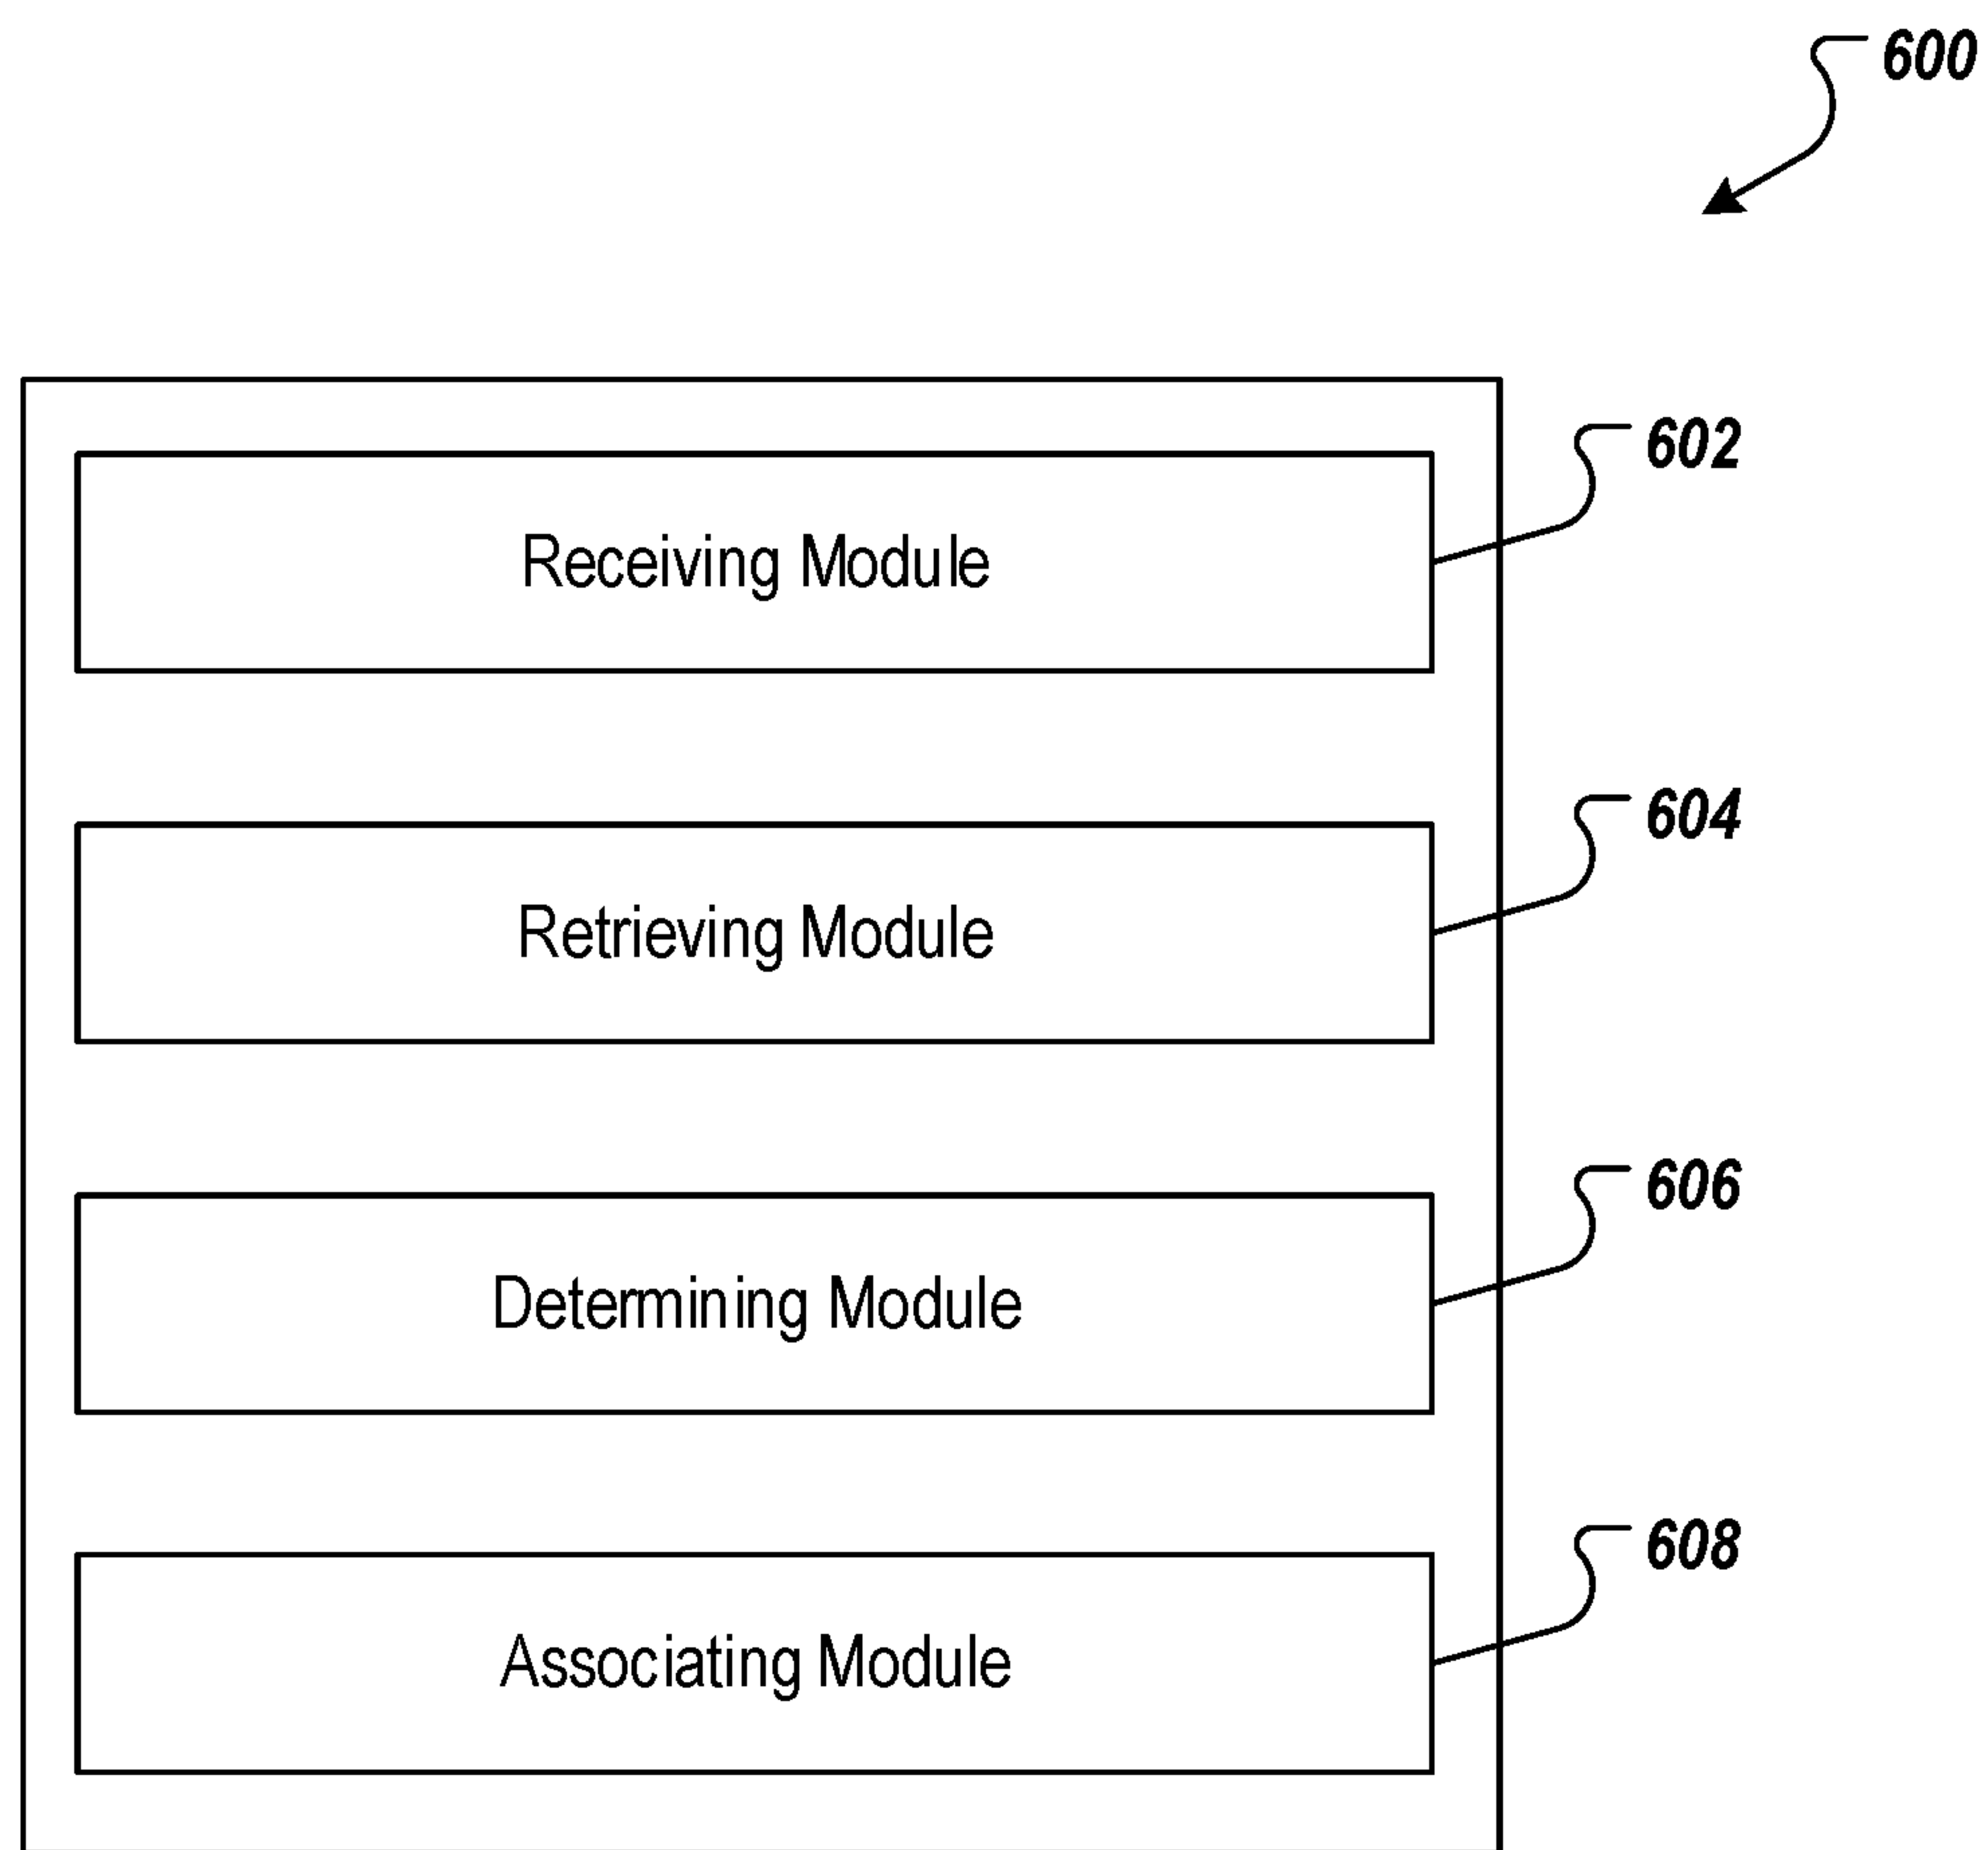 600
602
Receiving Module
604
Retrieving Module
606
Determining Module
608
Associating Module